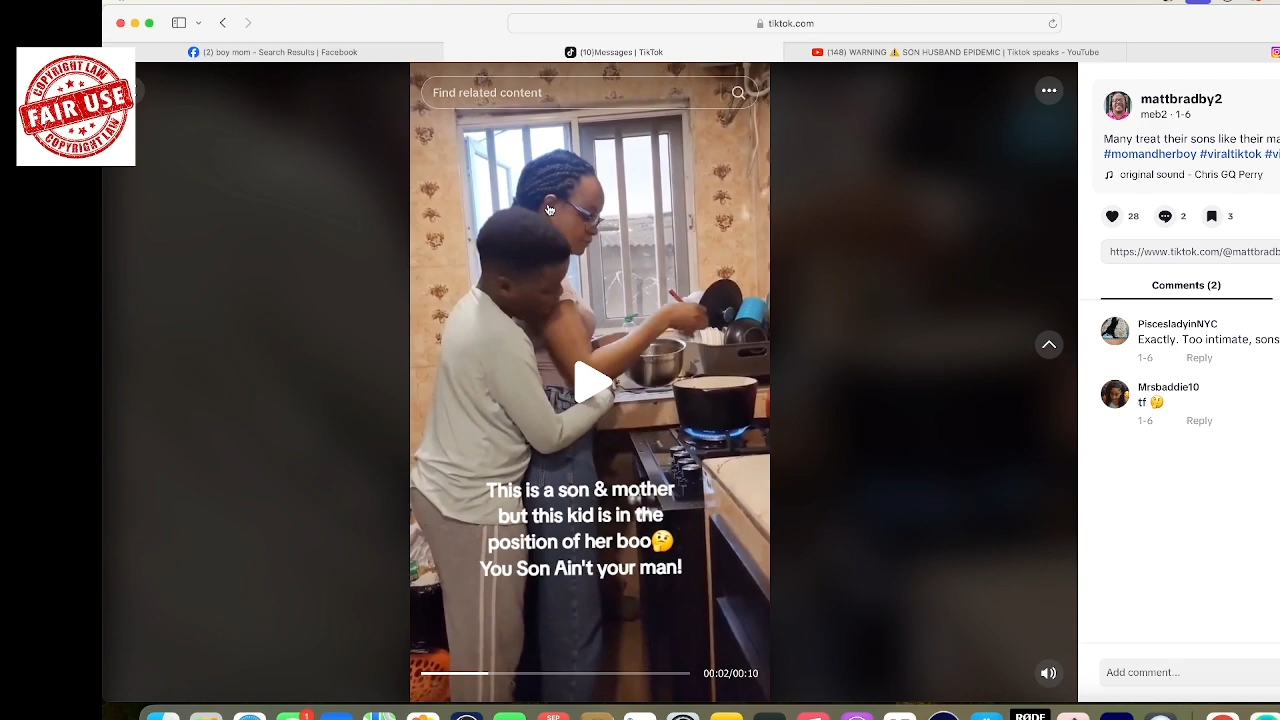 tiktok.com
(2) boy mom - Search Results | Facebook
(10)Messages | TikTok
(148) WARNING ⚠️ SON HUSBAND EPIDEMIC | Tiktok speaks - YouTube
COPYRIGHT LAW
FAIR USE
COPYRIGHT LAW
Find related content
mattbradby2
meb2 · 1-6
Many treat their sons like their m
#momandherboy #viraltiktok #vi
♫ original sound - Chris GQ Perry
28
2
3
https://www.tiktok.com/@mattbradb
Comments (2)
PiscesladyinNYC
Exactly. Too intimate, sons
1-6 Reply
Mrsbaddie10
tf 🤔
1-6 Reply
This is a son & mother
but this kid is in the
position of her boo🤔
You Son Ain't your man!
00:02/00:10
Add comment...
SEP
1
RØDE